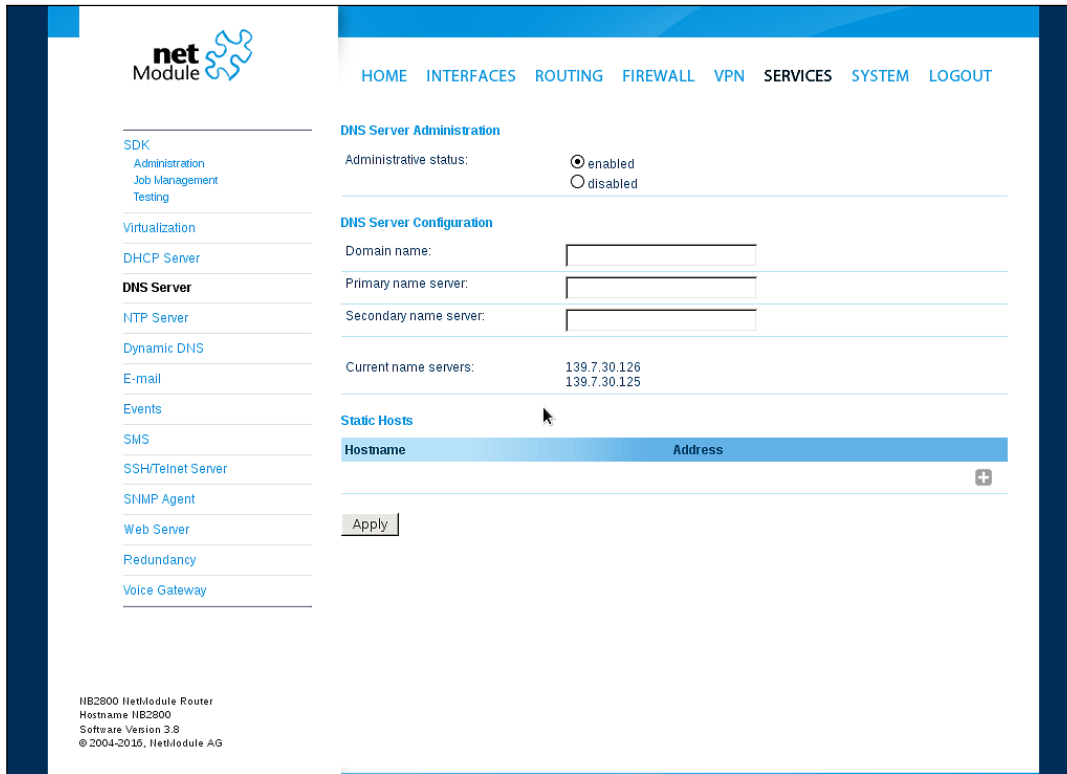 net
Module
HOME INTERFACES ROUTING FIREWALL VPN SERVICES SYSTEM LOGOUT
SDK
Administration
Job Management
Testing
Virtualization
DHCP Server
DNS Server
NTP Server
Dynamic DNS
E-mail
Events
SMS
SSH/Telnet Server
SNMP Agent
Web Server
Redundancy
Voice Gateway
DNS Server Administration
Administrative status:
enabled
disabled
DNS Server Configuration
Domain name:
Primary name server:
Secondary name server:
Current name servers: 139.7.30.126
139.7.30.125
Static Hosts
Hostname Address
Apply
NB2800 NetModule Router
Hostname NB2800
Software Version 3.8
© 2004-2016, NetModule AG